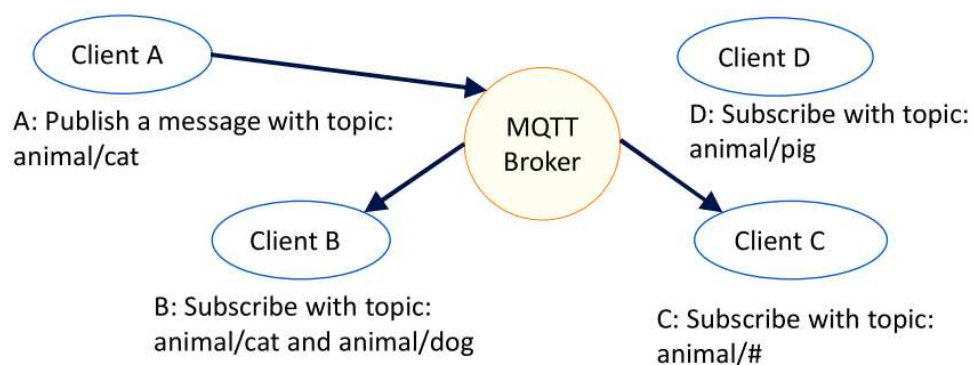 Client A
A: Publish a message with topic:
animal/cat
MQTT
Broker
Client D
D: Subscribe with topic:
animal/pig
Client B
B: Subscribe with topic:
animal/cat and animal/dog
Client C
C: Subscribe with topic:
animal/#